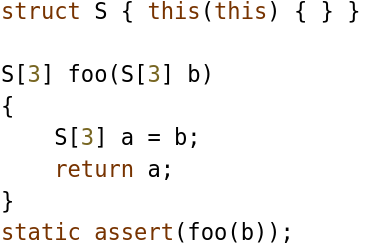 struct S { this(this) { } }
S[3] foo(S[3] b)
{
    S[3] a = b;
    return a;
}
static assert(foo(b));